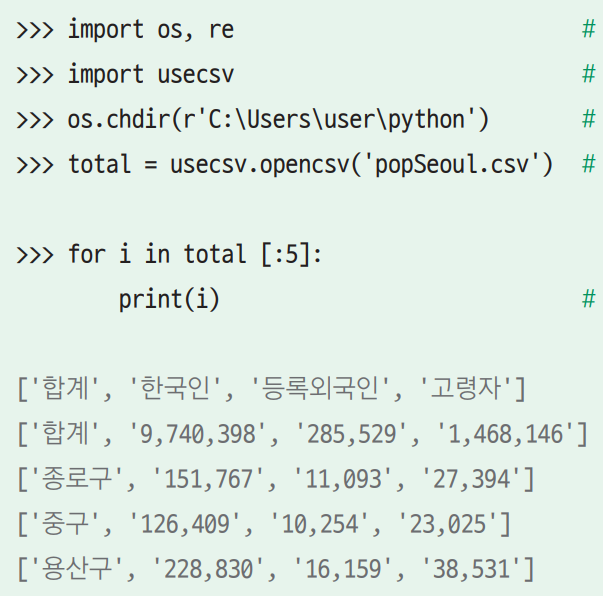 >>> import os, re #
>>> import usecsv #
>>> os.chdir(r'C:\Users\user\python') #
>>> total = usecsv.opencsv('popSeoul.csv') #
>>> for i in total [:5]:
        print(i) #
['합계', '한국인', '등록외국인', '고령자']
['합계', '9,740,398', '285,529', '1,468,146']
['종로구', '151,767', '11,093', '27,394']
['중구', '126,409', '10,254', '23,025']
['용산구', '228,830', '16,159', '38,531']